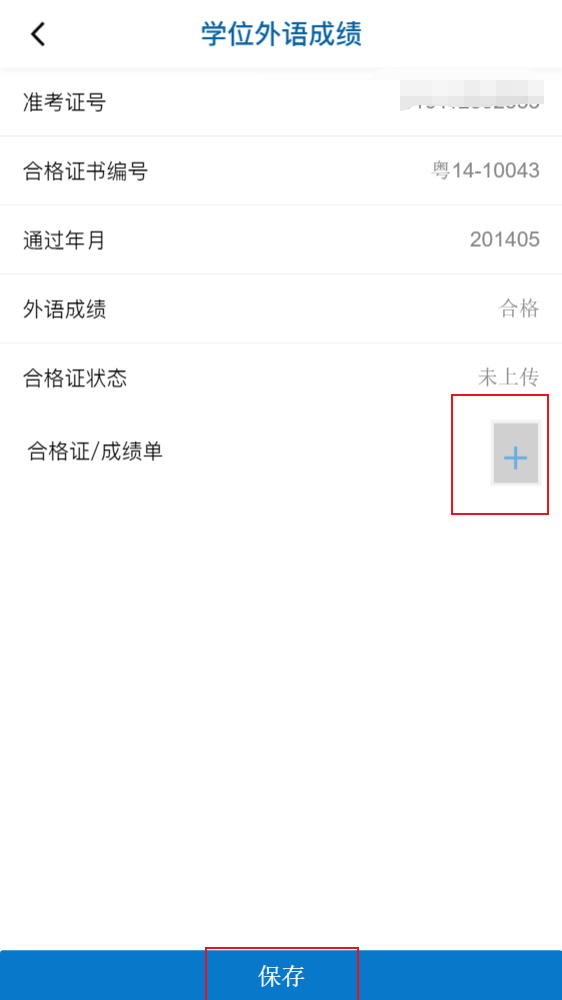 学位外语成绩
准考证号
合格证书编号 粤14-10043
通过年月 201405
外语成绩 合格
合格证状态 未上传
合格证/成绩单 +
保存